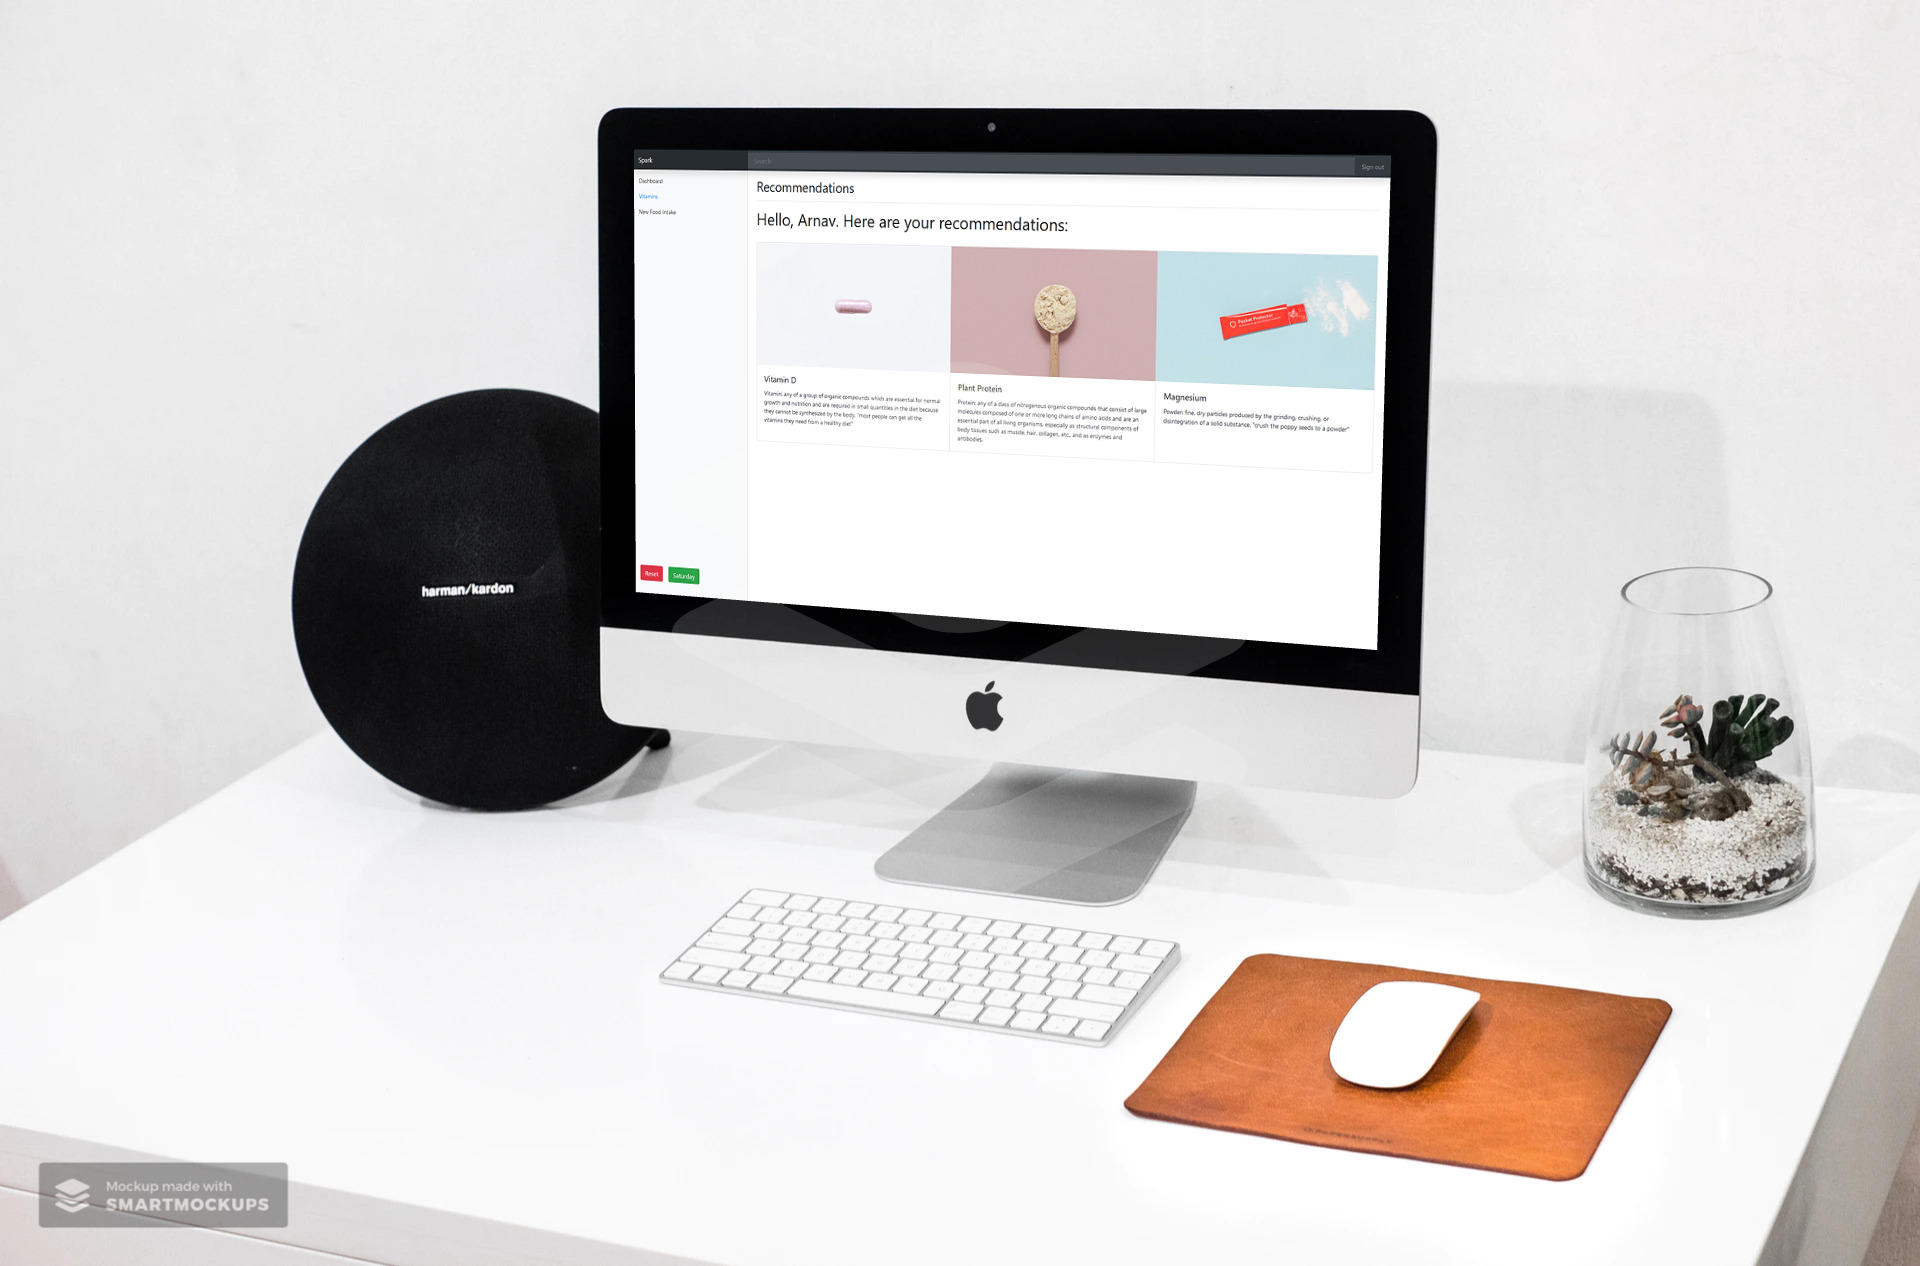 Spark
Search
Sign out
Dashboard
Vitamins
New Food Intake
Recommendations
Hello, Arnav. Here are your recommendations:
Pocket Protector
Vitamin D
Vitamin: any of a group of organic compounds which are essential for normal
growth and nutrition and are required in small quantities in the diet because
they cannot be synthesized by the body. "most people can get all the
vitamins they need from a healthy diet"
Plant Protein
Protein: any of a class of nitrogenous organic compounds that consist of large
molecules composed of one or more long chains of amino acids and are an
essential part of all living organisms, especially as structural components of
body tissues such as muscle, hair, collagen, etc., and as enzymes and
antibodies.
Magnesium
Powder: fine, dry particles produced by the grinding, crushing, or
disintegration of a solid substance. "crush the poppy seeds to a powder"
Reset
Saturday
harman/kardon
Mockup made with
SMARTMOCKUPS